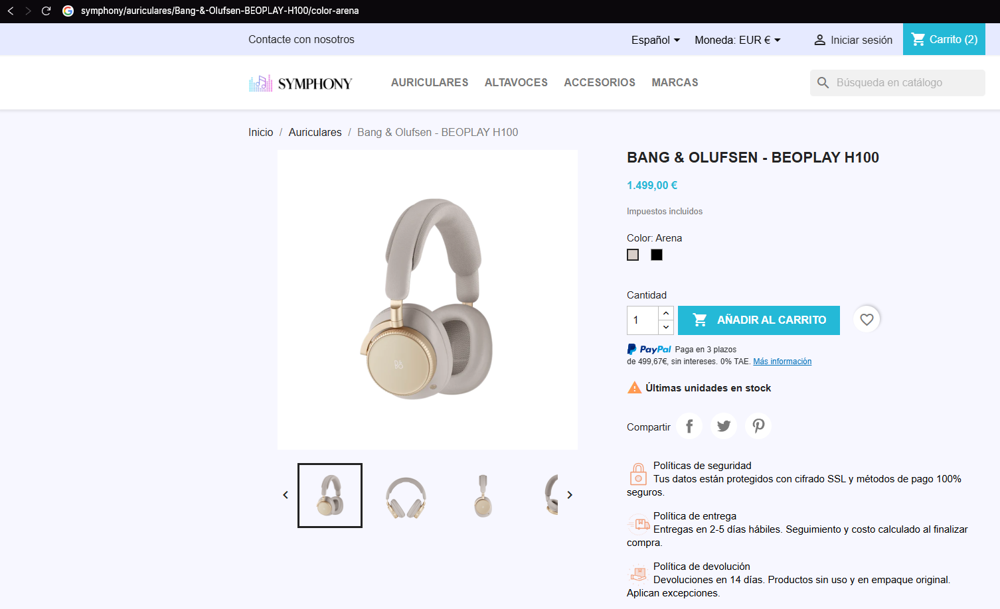 symphony/auriculares/Bang-&-Olufsen-BEOPLAY-H100/color-arena
Contacte con nosotros
Español
Moneda: EUR €
Iniciar sesión
Carrito (2)
SYMPHONY
AURICULARES
ALTAVOCES
ACCESORIOS
MARCAS
Búsqueda en catálogo
Inicio / Auriculares / Bang & Olufsen - BEOPLAY H100
BANG & OLUFSEN - BEOPLAY H100
1.499,00 €
Impuestos incluidos
Color: Arena
Cantidad
1
AÑADIR AL CARRITO
PayPal Paga en 3 plazos
de 499,67€, sin intereses. 0% TAE. Más información
Últimas unidades en stock
Compartir
Políticas de seguridad
Tus datos están protegidos con cifrado SSL y métodos de pago 100%
seguros.
Política de entrega
Entregas en 2-5 días hábiles. Seguimiento y costo calculado al finalizar
compra.
Política de devolución
Devoluciones en 14 días. Productos sin uso y en empaque original.
Aplican excepciones.